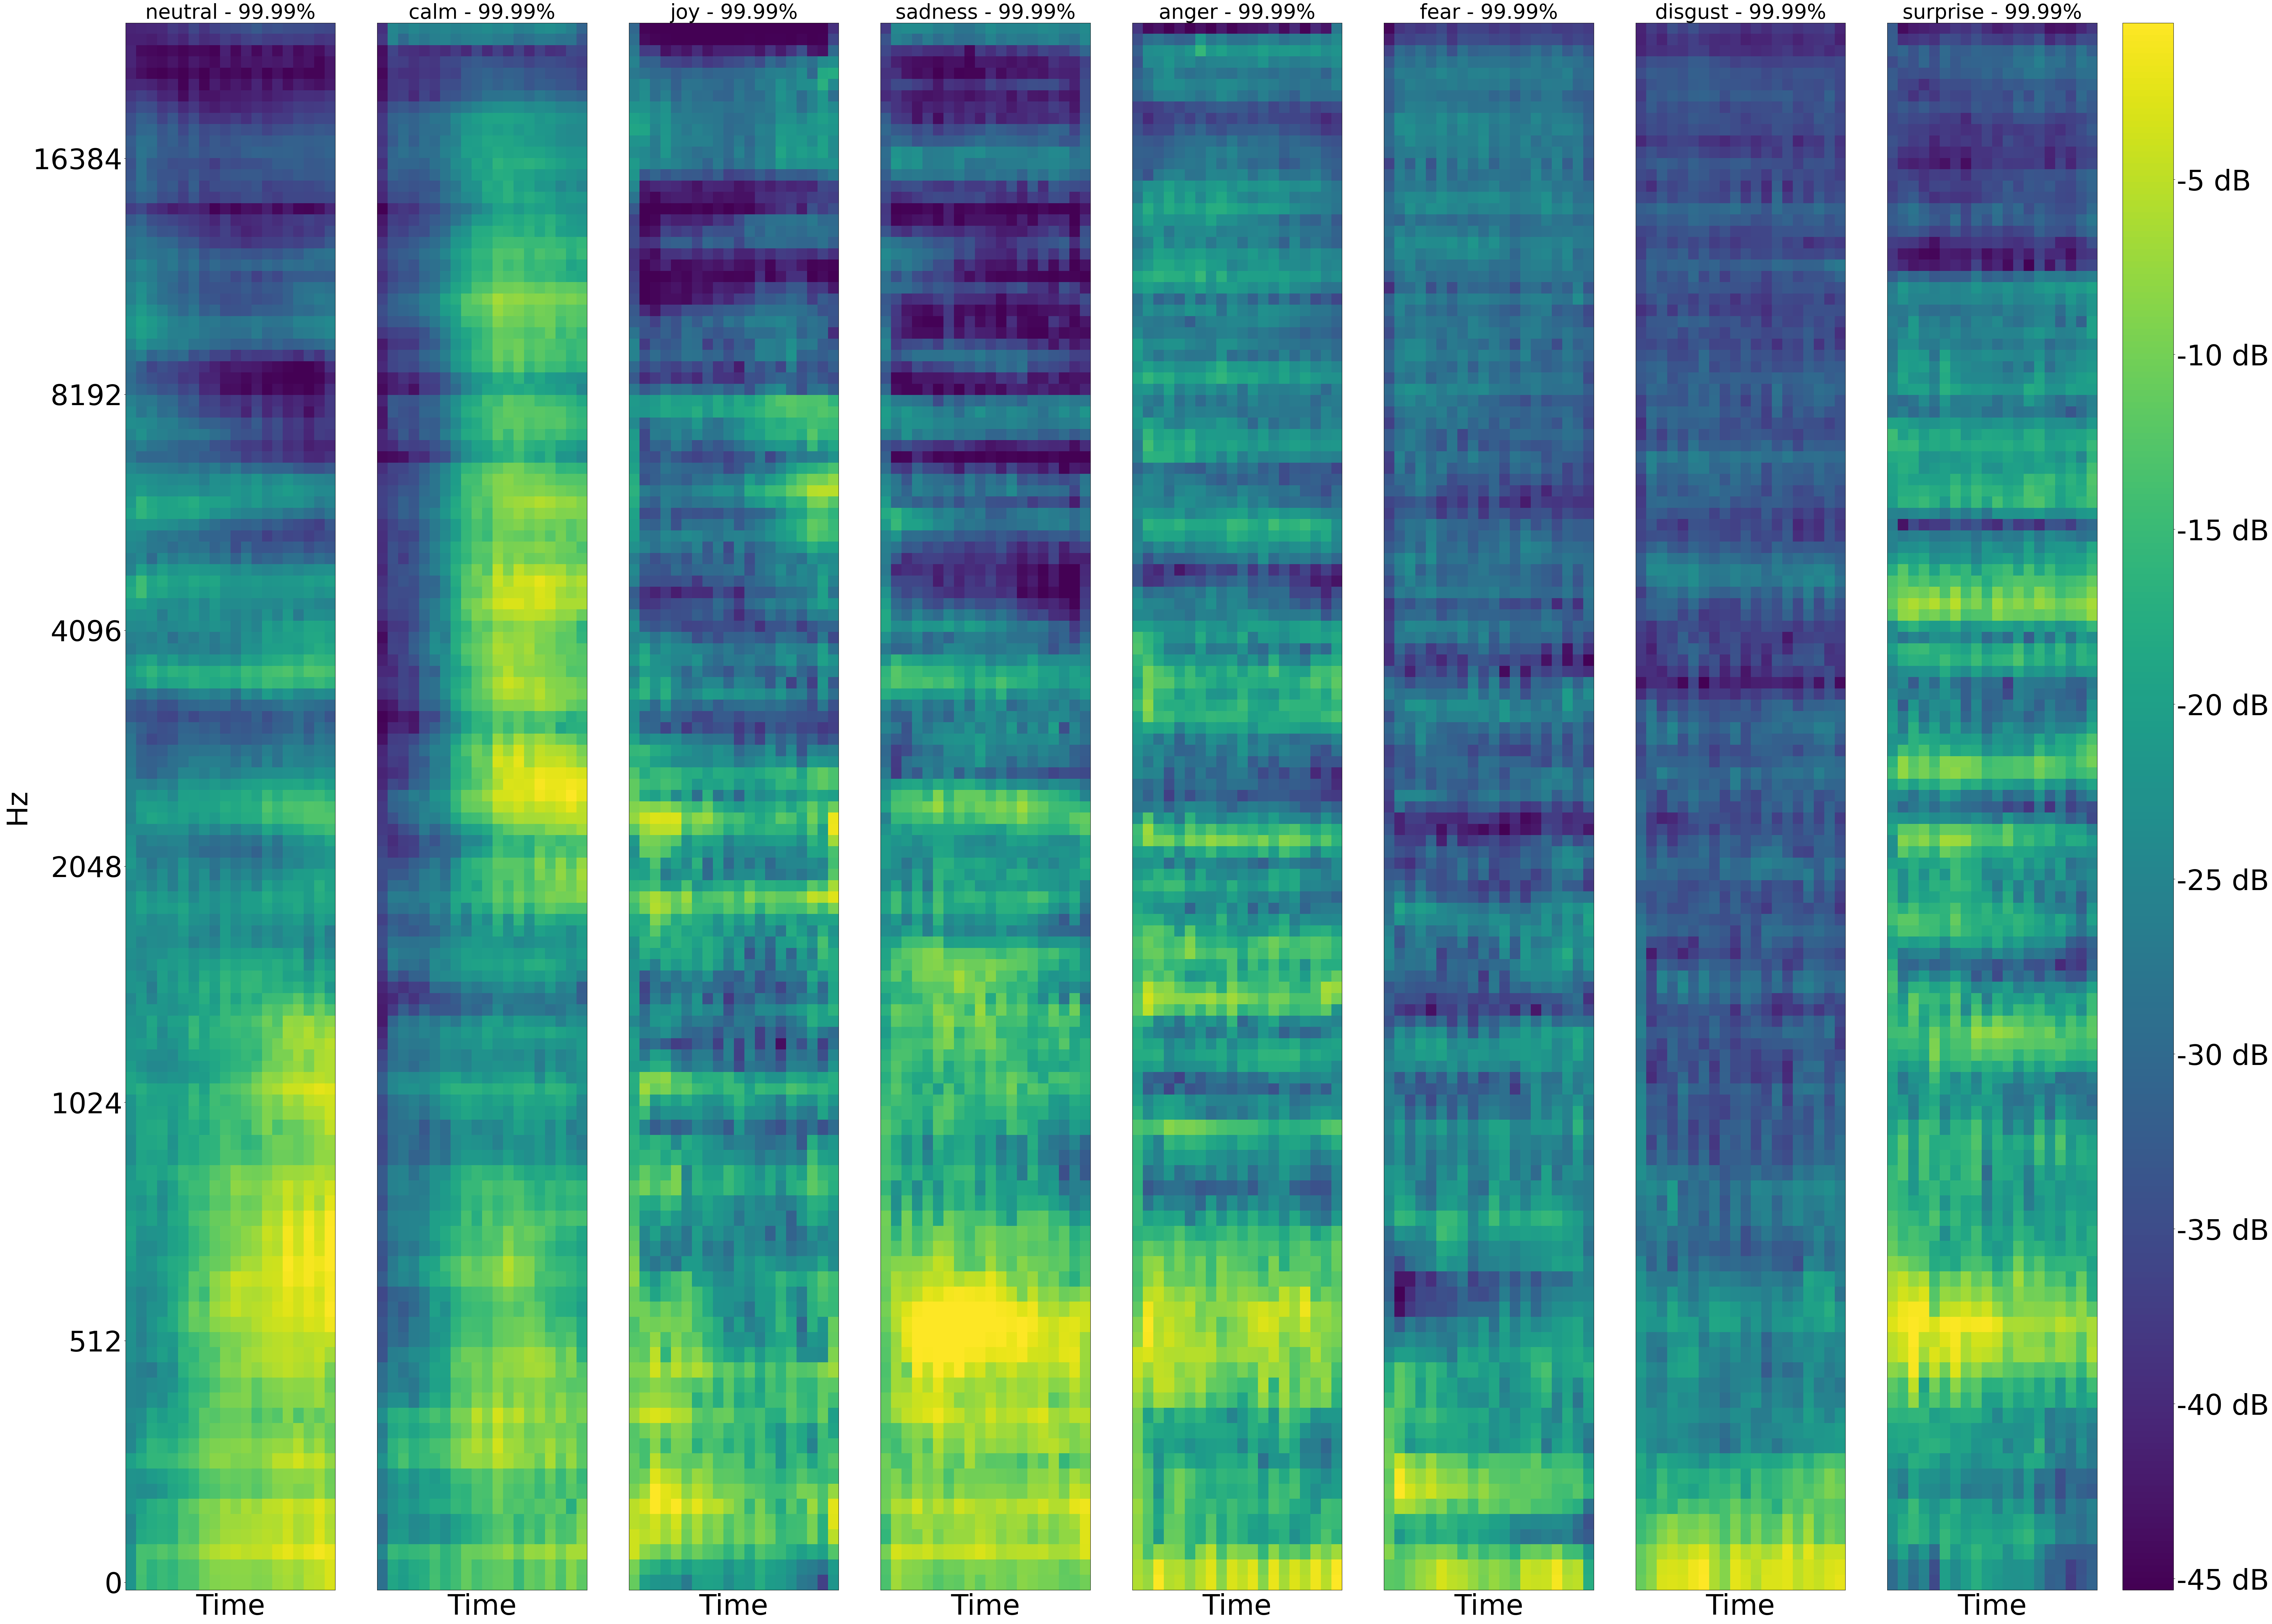 neutral - 99.99%
calm - 99.99%
joy - 99.99%
sadness - 99.99%
anger - 99.99%
fear - 99.99%
disgust - 99.99%
surprise - 99.99%
Hz
16384
8192
4096
2048
1024
512
0
Time
Time
Time
Time
Time
Time
Time
Time
-5 dB
-10 dB
-15 dB
-20 dB
-25 dB
-30 dB
-35 dB
-40 dB
-45 dB